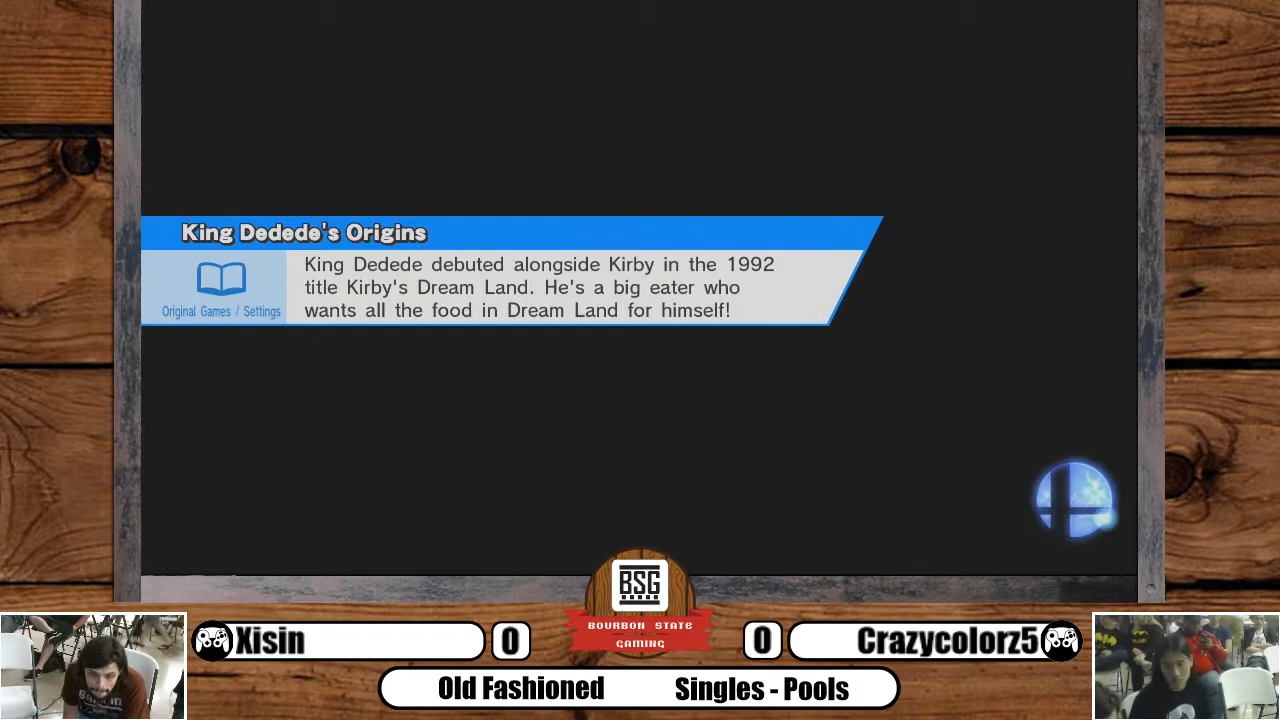 King Dedede's Origins
King Dedede debuted alongside Kirby in the 1992
title Kirby's Dream Land. He's a big eater who
wants all the food in Dream Land for himself!
Original Games / Settings
BSG
BOURBON STATE
GAMING
Xisin
0
0
Crazycolorz5
Old Fashioned
Singles - Pools